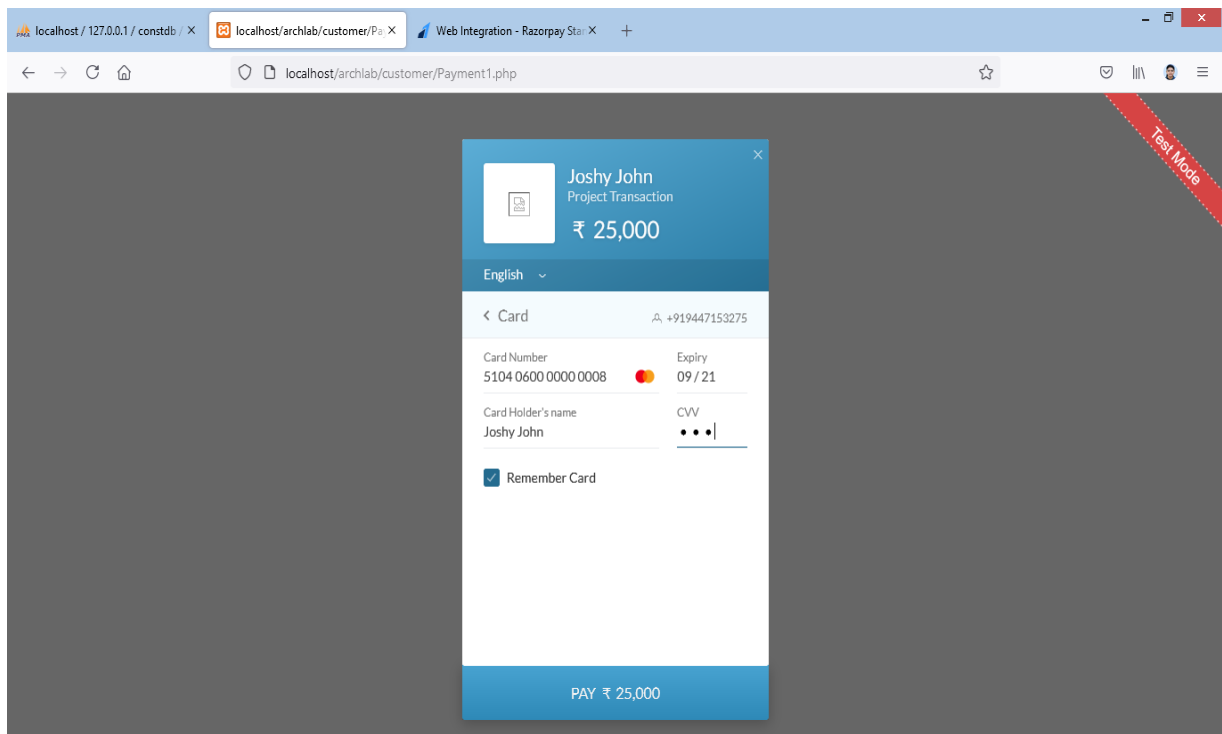 localhost / 127.0.0.1 / constdb /
localhost/archlab/customer/Pa
Web Integration - Razorpay Stan
localhost/archlab/customer/Payment1.php
Test Mode
Joshy John
Project Transaction
₹ 25,000
English
Card
+919447153275
Card Number
Expiry
5104 0600 0000 0008
09 / 21
Card Holder's name
CVV
Joshy John
Remember Card
PAY ₹ 25,000